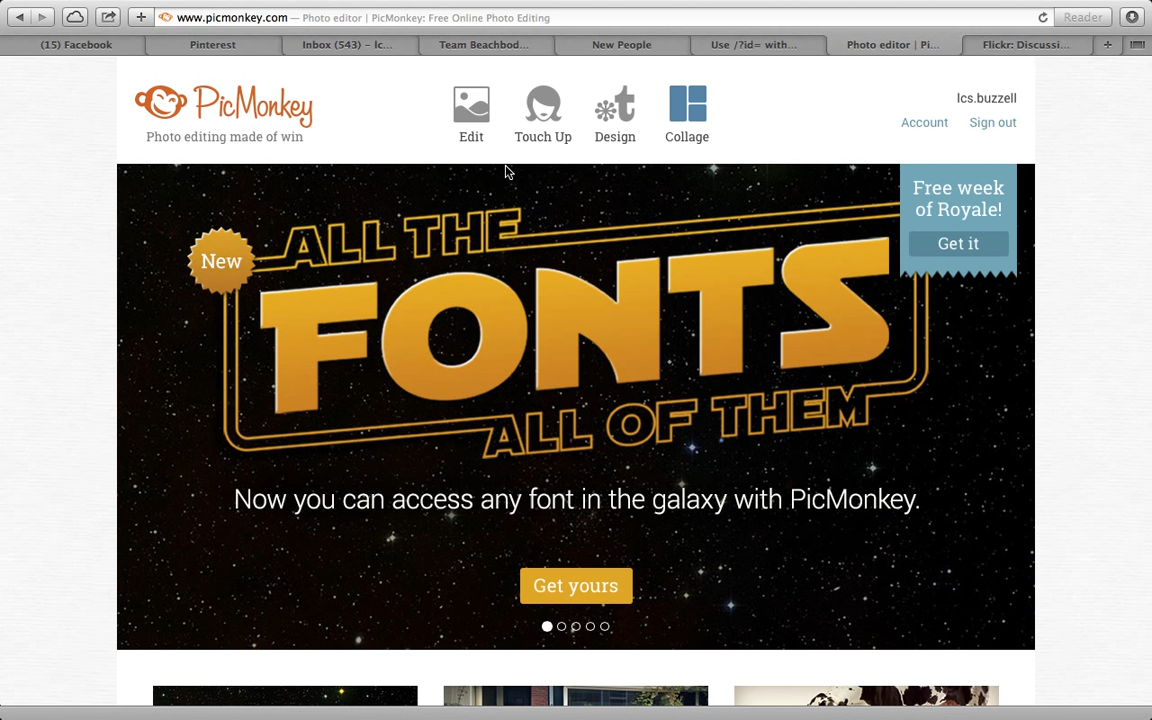 www.picmonkey.com — Photo editor | PicMonkey: Free Online Photo Editing
Reader
(15) Facebook
Pinterest
Inbox (543) – lc...
Team Beachbod...
New People
Use /?id= with...
Photo editor | Pi...
Flickr: Discussi...
PicMonkey
Photo editing made of win
Edit
Touch Up
Design
Collage
lcs.buzzell
Account
Sign out
Free week
of Royale!
Get it
New
ALL THE
FONTS
ALL OF THEM
Now you can access any font in the galaxy with PicMonkey.
Get yours